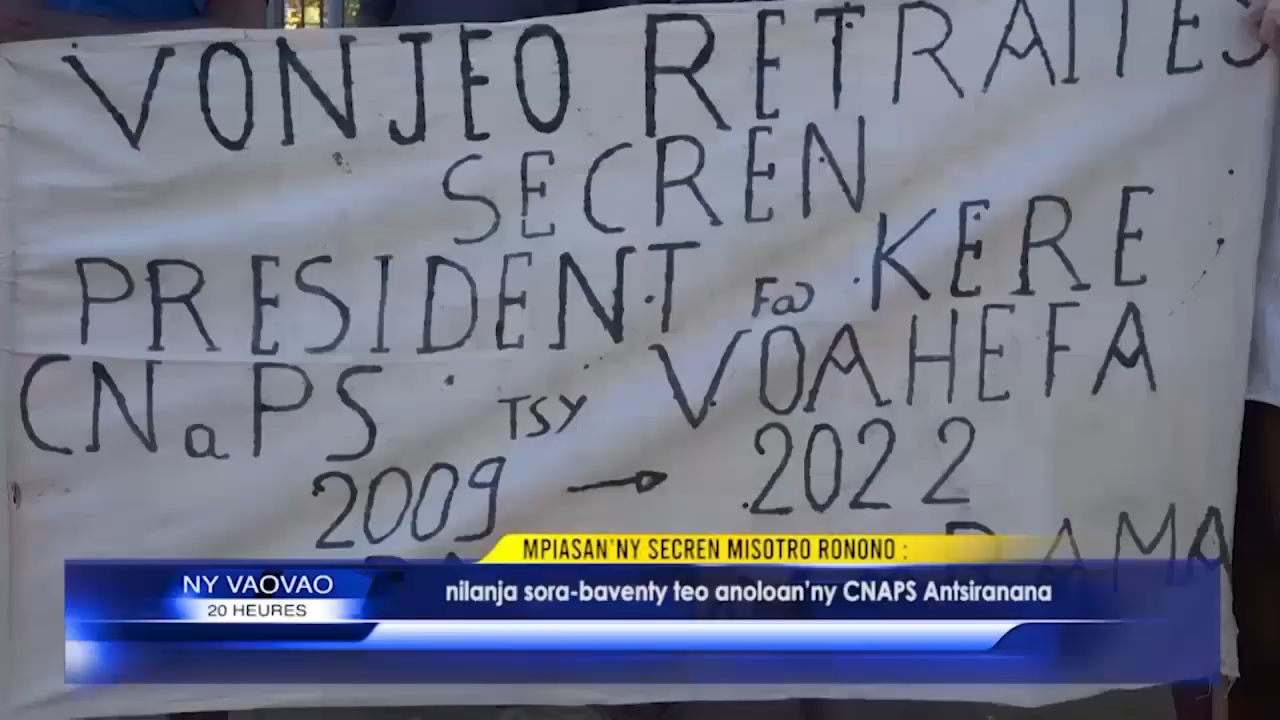 VONJEO RETRAITES
SECREN
PRESIDENT Fa KERE
CNaPS TSY VOAHEFA
2009 → 2022
MPIASAN'NY SECREN MISOTRO RONONO :
NY VAOVAO
nilanja sora-baventy teo anoloan'ny CNAPS Antsiranana
20 HEURES